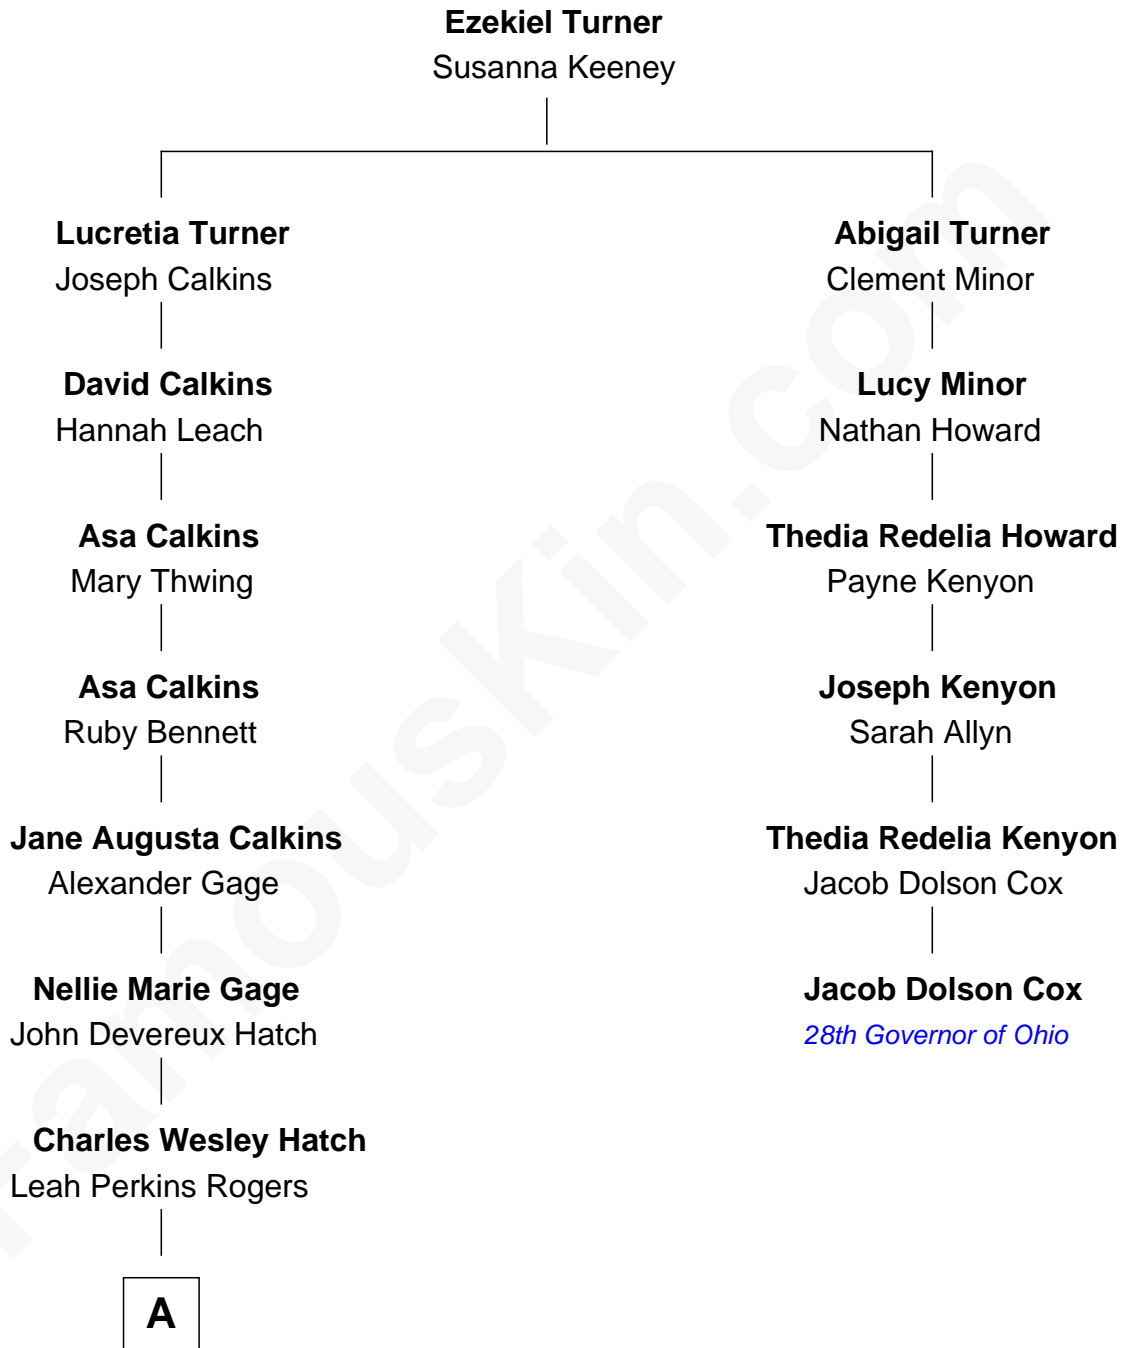 Ezekiel Turner
Susanna Keeney
Lucretia Turner
Joseph Calkins
Abigail Turner
Clement Minor
David Calkins
Hannah Leach
Lucy Minor
Nathan Howard
Asa Calkins
Mary Thwing
Thedia Redelia Howard
Payne Kenyon
Asa Calkins
Ruby Bennett
Joseph Kenyon
Sarah Allyn
Jane Augusta Calkins
Alexander Gage
Thedia Redelia Kenyon
Jacob Dolson Cox
Nellie Marie Gage
John Devereux Hatch
Jacob Dolson Cox
28th Governor of Ohio
Charles Wesley Hatch
Leah Perkins Rogers
A
FamousKin.com